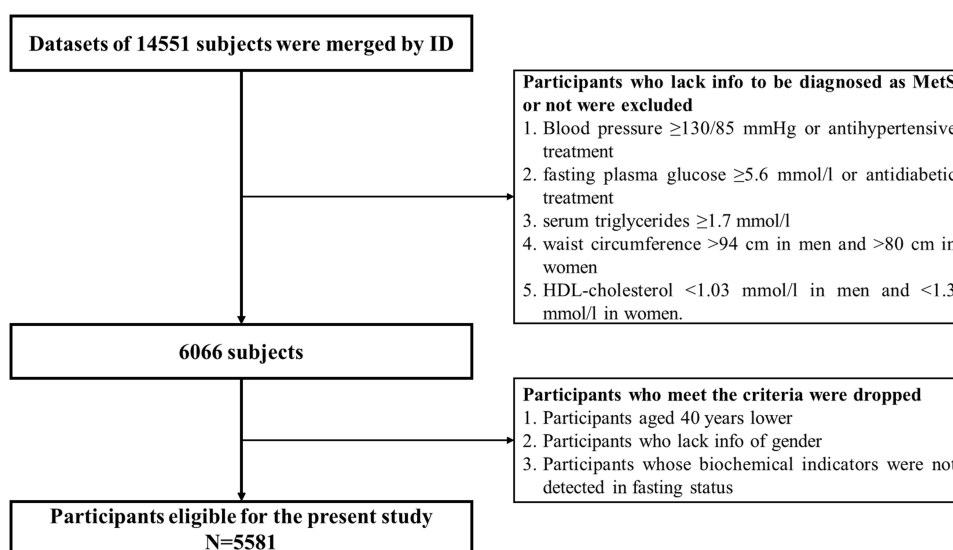 Datasets of 14551 subjects were merged by ID
Participants who lack info to be diagnosed as MetS
or not were excluded
1. Blood pressure ≥130/85 mmHg or antihypertensive
treatment
2. fasting plasma glucose ≥5.6 mmol/l or antidiabetic
treatment
3. serum triglycerides ≥1.7 mmol/l
4. waist circumference >94 cm in men and >80 cm in
women
5. HDL-cholesterol <1.03 mmol/l in men and <1.3
mmol/l in women.
6066 subjects
Participants who meet the criteria were dropped
1. Participants aged 40 years lower
2. Participants who lack info of gender
3. Participants whose biochemical indicators were not
detected in fasting status
Participants eligible for the present study
N=5581